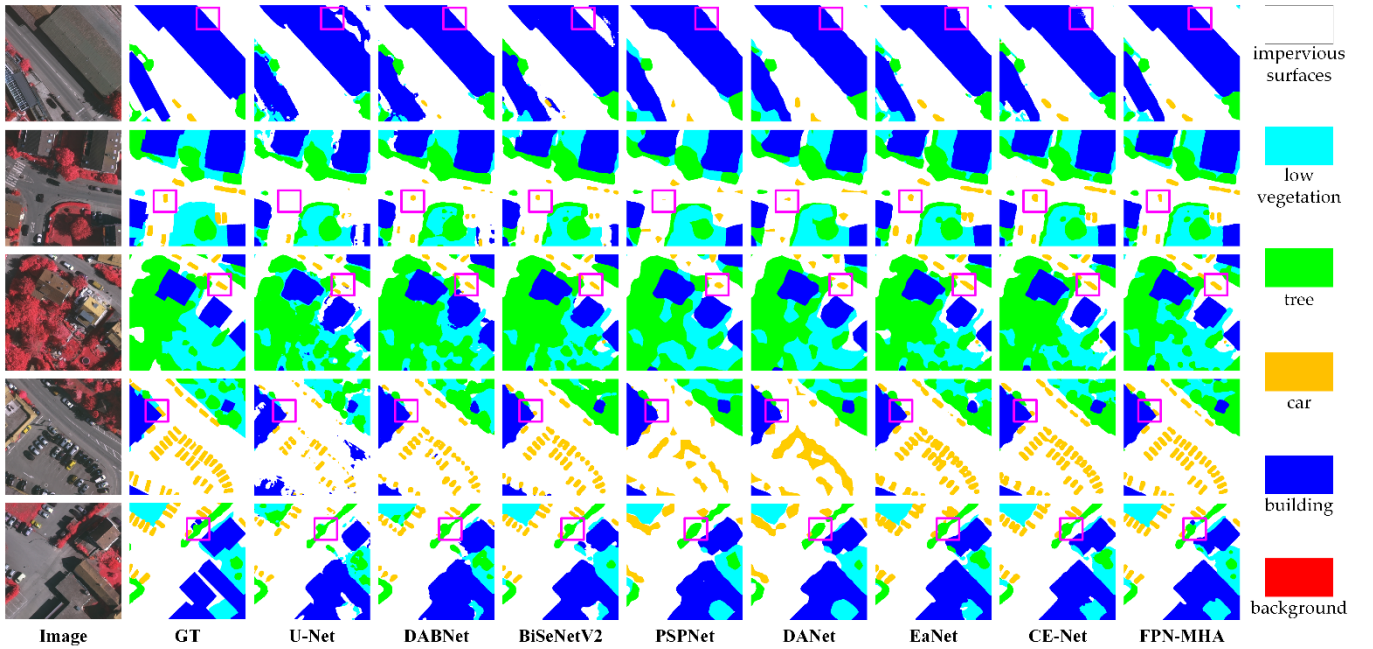 impervious
surfaces
low
vegetation
tree
car
building
background
Image GT U-Net DABNet BiSeNetV2 PSPNet DANet EaNet CE-Net FPN-MHA